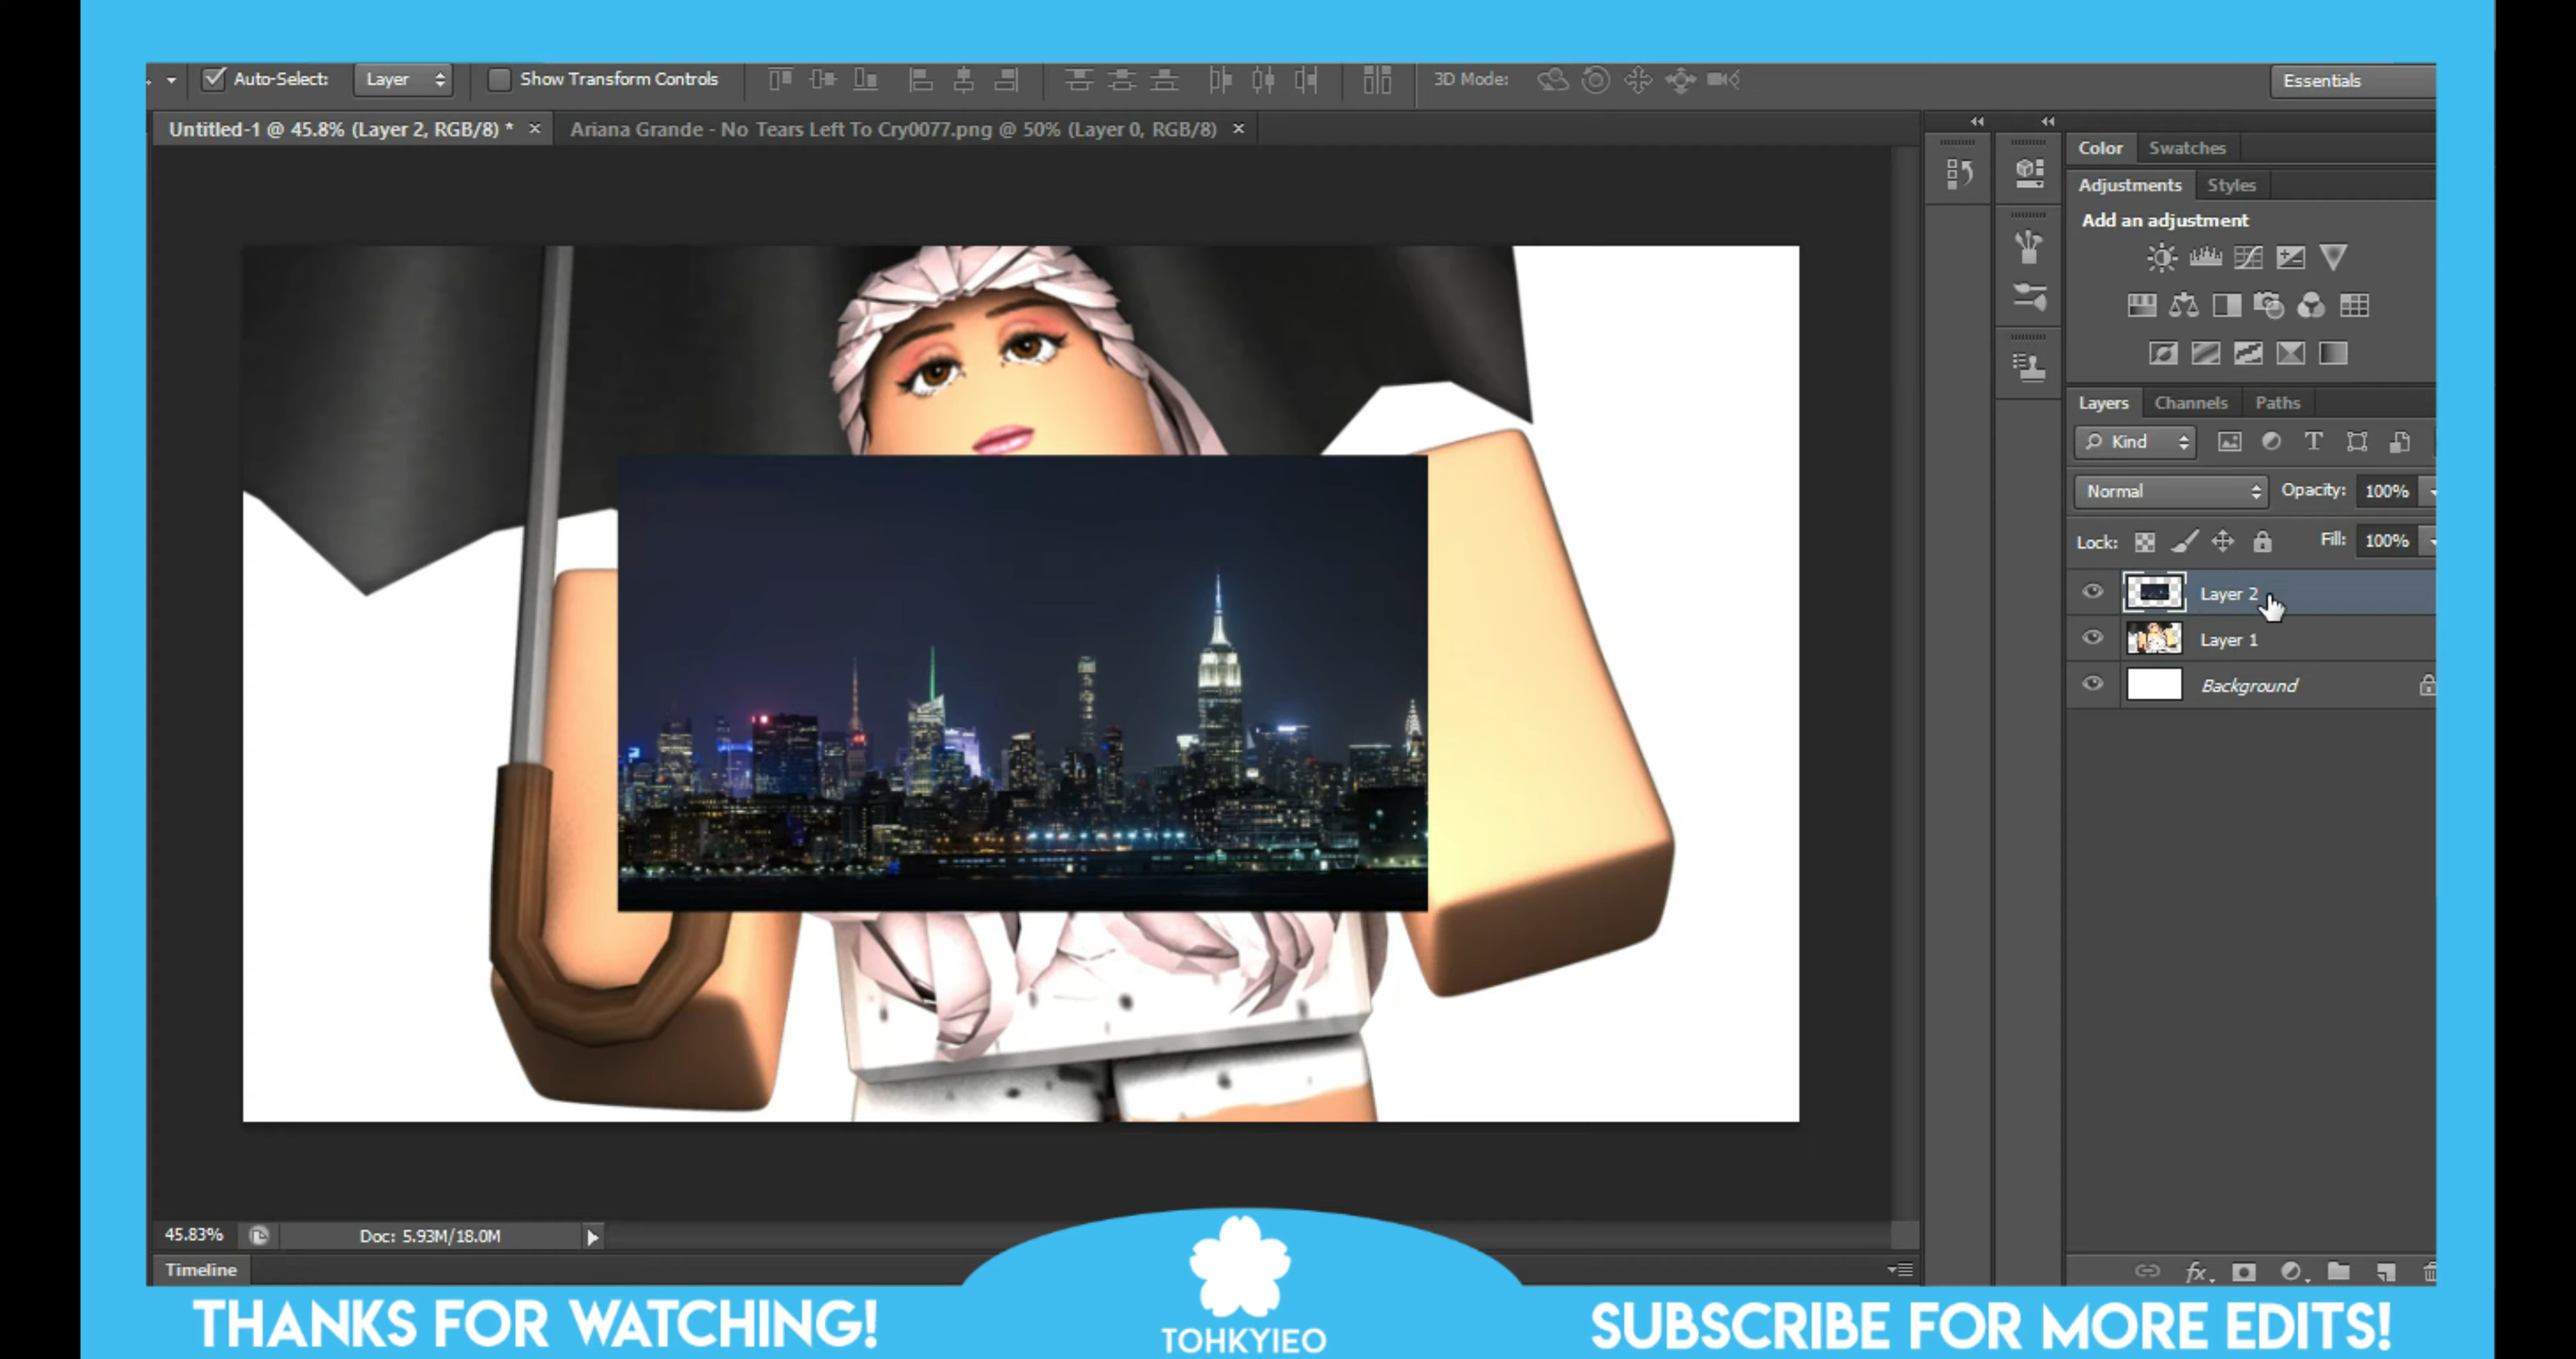 Auto-Select: Layer Show Transform Controls 3D Mode: Essentials
Untitled-1 @ 45.8% (Layer 2, RGB/8) * × Ariana Grande - No Tears Left To Cry0077.png @ 50% (Layer 0, RGB/8) ×
Color Swatches
Adjustments Styles
Add an adjustment
Layers Channels Paths
Kind
Normal Opacity: 100%
Lock: Fill: 100%
Layer 2
Layer 1
Background
45.83% Doc: 5.93M/18.0M
Timeline
THANKS FOR WATCHING!
TOHKYIEO
SUBSCRIBE FOR MORE EDITS!